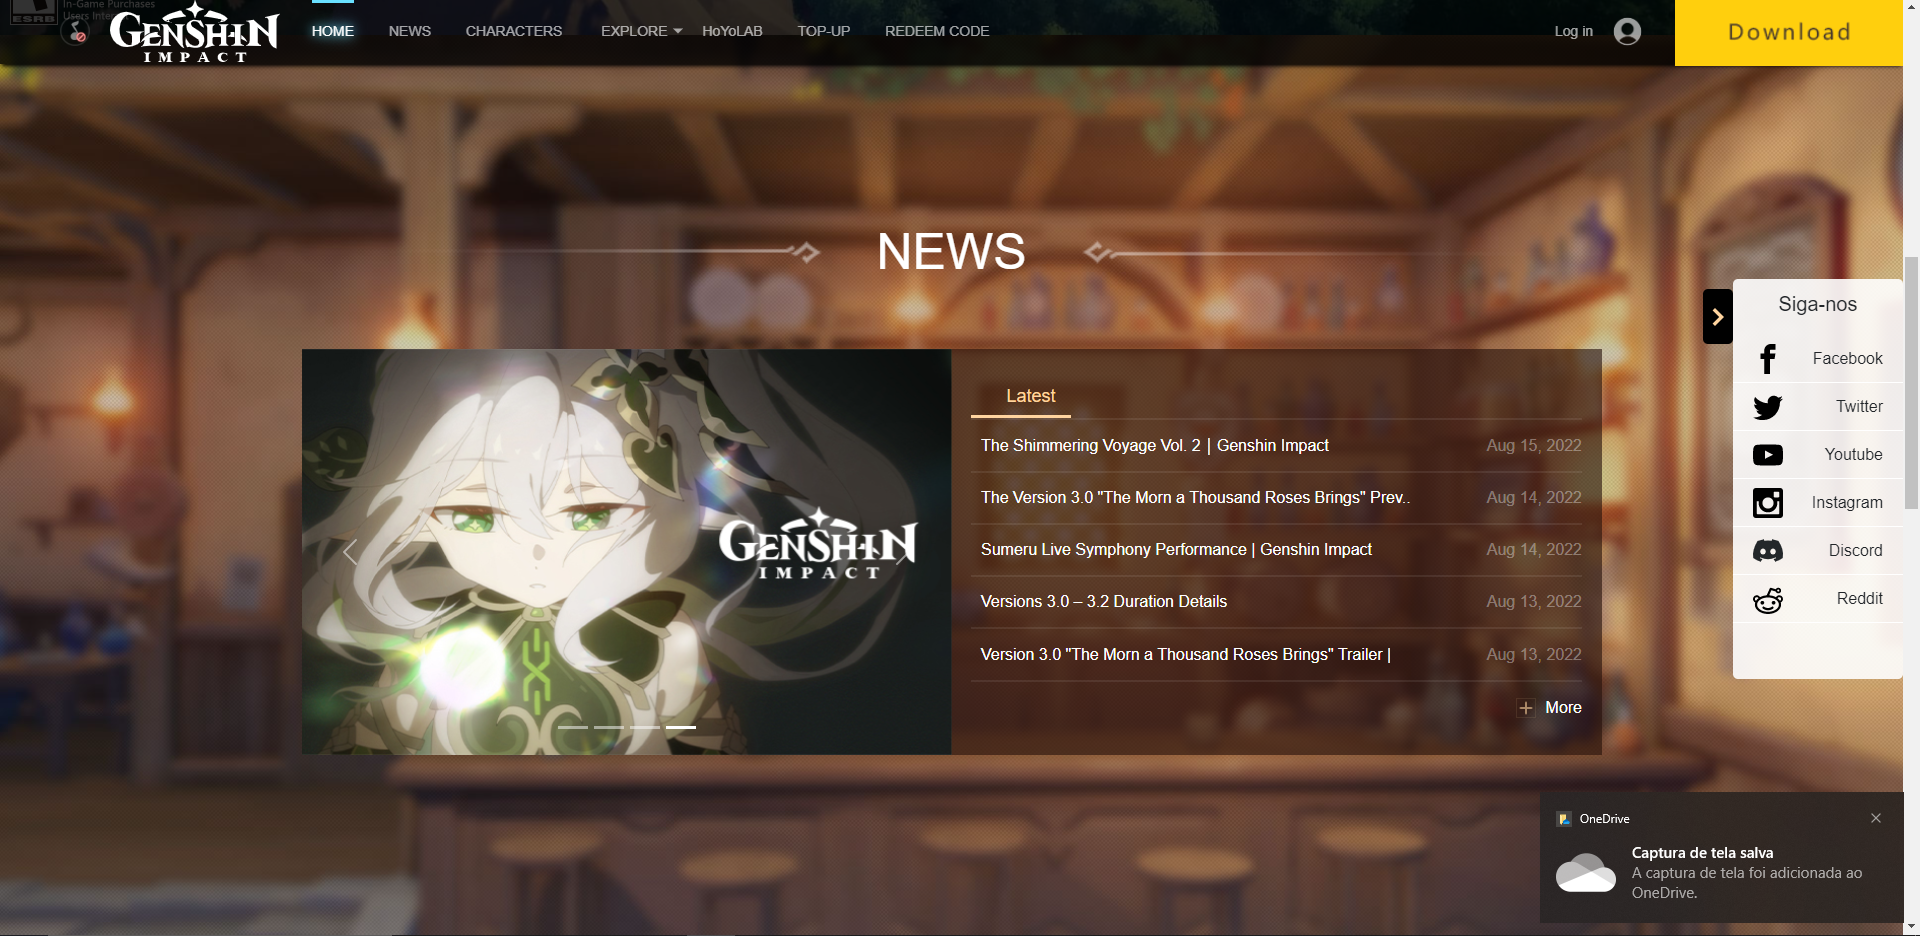 ESRB
In-Game Purchases
Users Inter
GENSHIN
IMPACT
HOME
NEWS
CHARACTERS
EXPLORE
HoYoLAB
TOP-UP
REDEEM CODE
Log in
Download
NEWS
GENSHIN
IMPACT
Latest
The Shimmering Voyage Vol. 2 | Genshin Impact Aug 15, 2022
The Version 3.0 "The Morn a Thousand Roses Brings" Prev.. Aug 14, 2022
Sumeru Live Symphony Performance | Genshin Impact Aug 14, 2022
Versions 3.0 – 3.2 Duration Details Aug 13, 2022
Version 3.0 "The Morn a Thousand Roses Brings" Trailer | Aug 13, 2022
More
Siga-nos
Facebook
Twitter
Youtube
Instagram
Discord
Reddit
OneDrive
Captura de tela salva
A captura de tela foi adicionada ao
OneDrive.